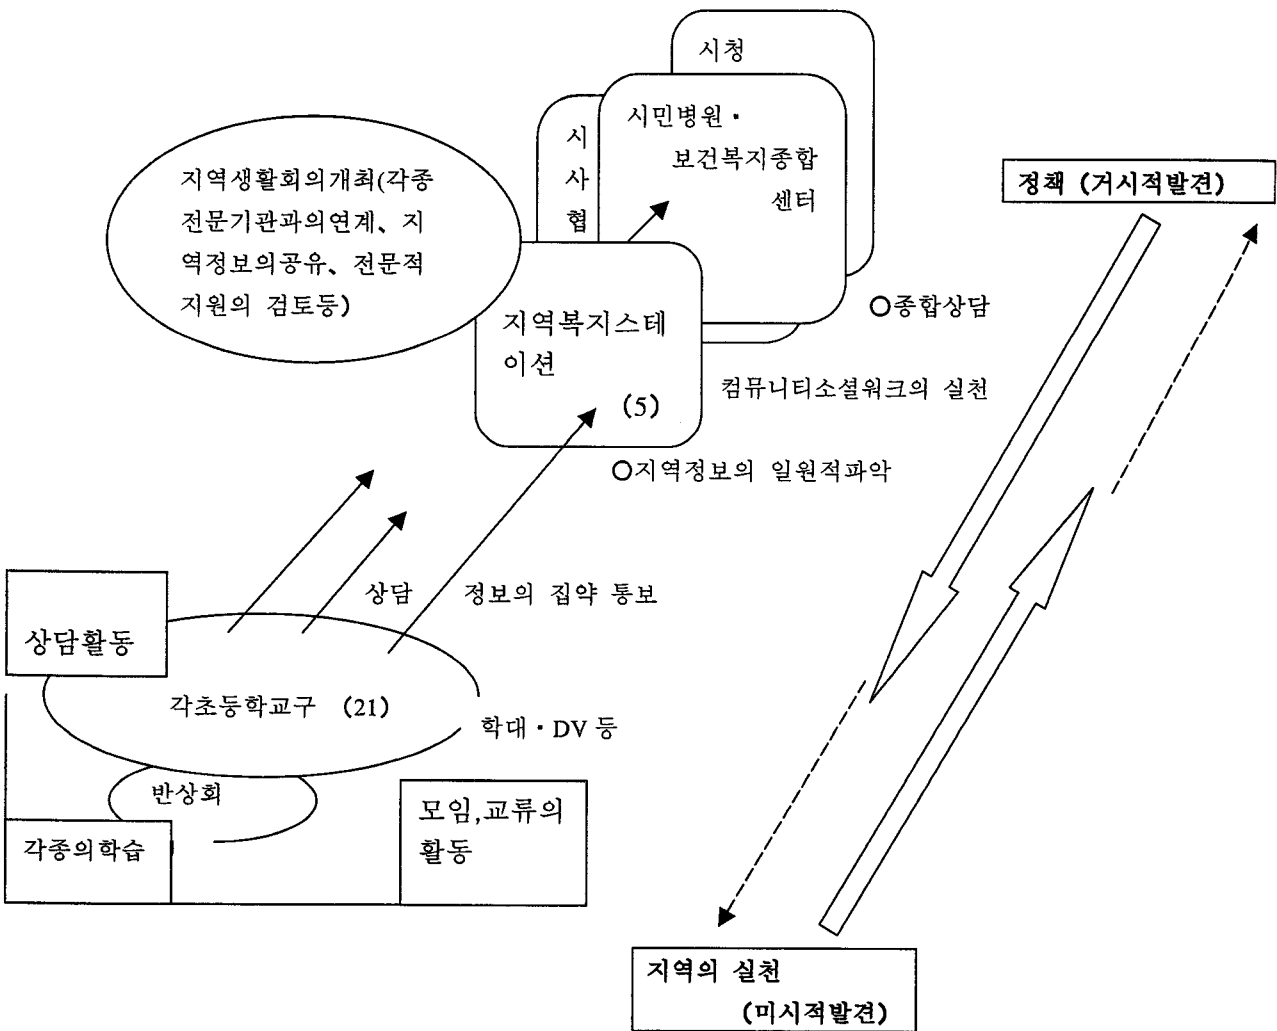 시청
시민병원·
보건복지종합
센터
시
사
협
지역생활회의개최(각종
전문기관과의연계、지
역정보의공유、전문적
지원의 검토등)
정책 (거시적발견)
지역복지스테
이션
(5)
○종합상담
컴뮤니티소셜워크의 실천
○지역정보의 일원적파악
상담
정보의 집약 통보
상담활동
각초등학교구 (21)
학대·DV 등
반상회
각종의학습
모임,교류의
활동
지역의 실천
(미시적발견)